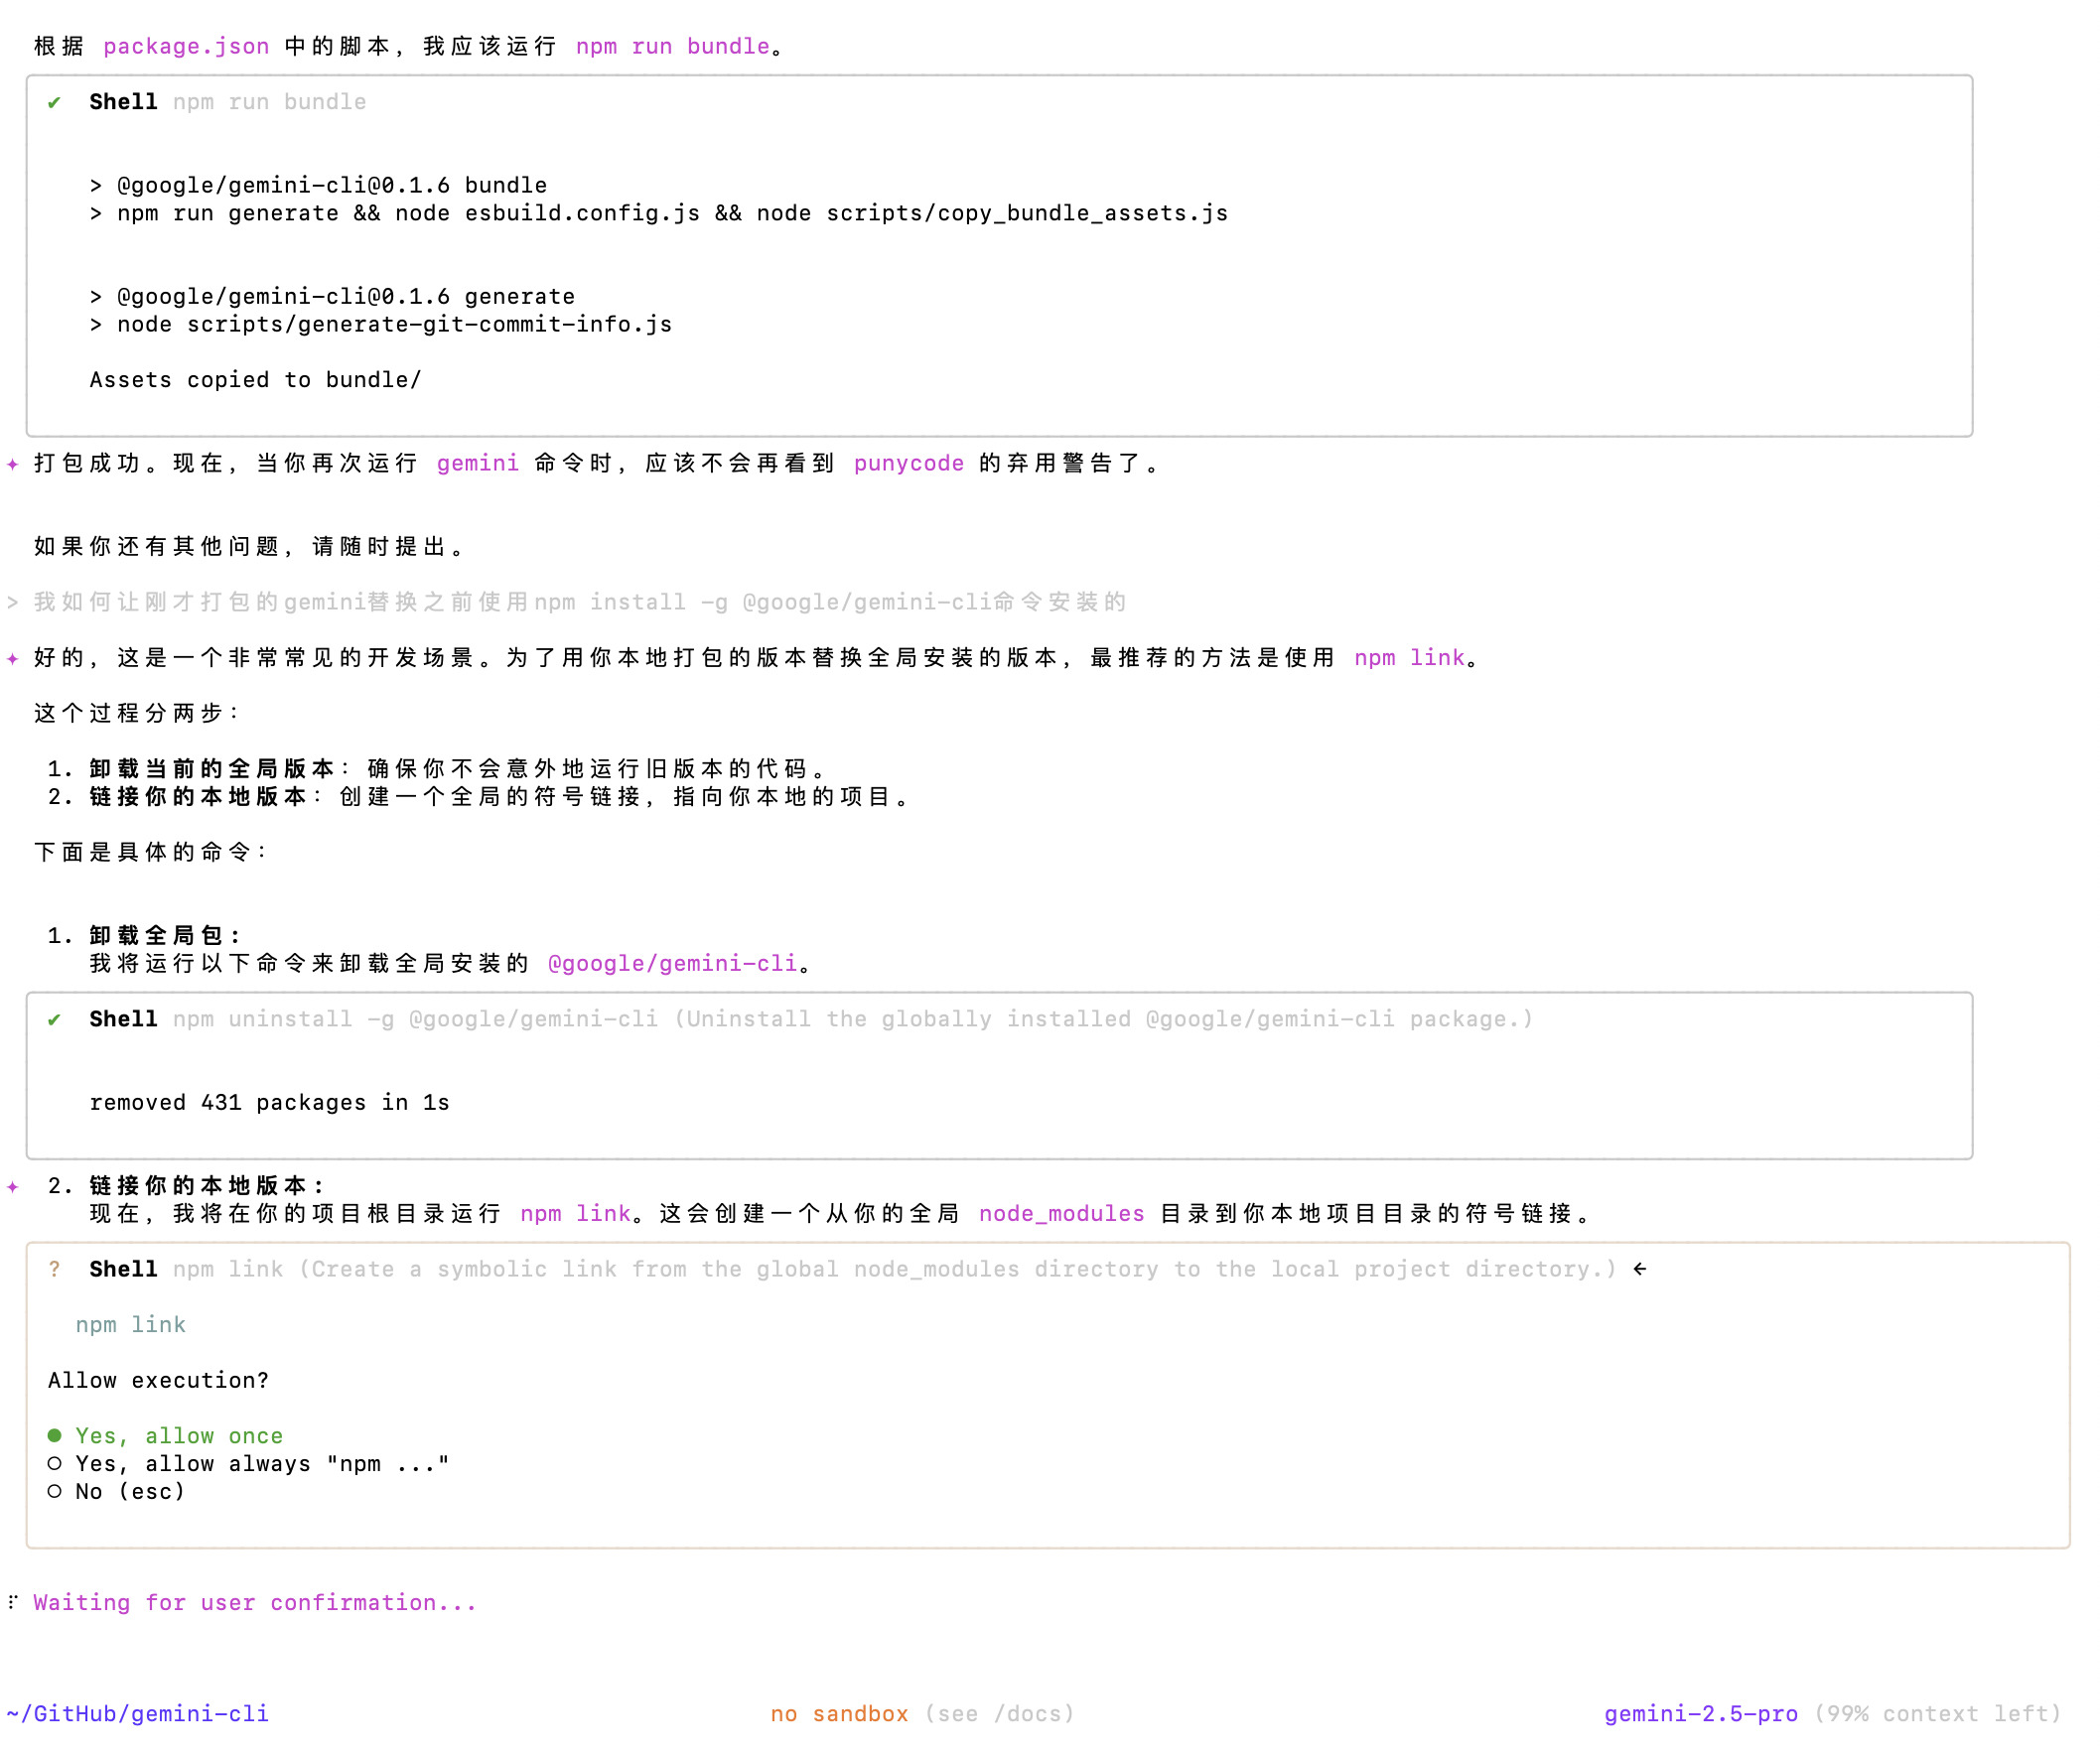 根据 package.json 中的脚本，我应该运行 npm run bundle。
✔ Shell npm run bundle
> @google/gemini-cli@0.1.6 bundle
> npm run generate && node esbuild.config.js && node scripts/copy_bundle_assets.js
> @google/gemini-cli@0.1.6 generate
> node scripts/generate-git-commit-info.js
Assets copied to bundle/
✦ 打包成功。现在，当你再次运行 gemini 命令时，应该不会再看到 punycode 的弃用警告了。
如果你还有其他问题，请随时提出。
> 我如何让刚才打包的gemini替换之前使用npm install -g @google/gemini-cli命令安装的
✦ 好的，这是一个非常常见的开发场景。为了用你本地打包的版本替换全局安装的版本，最推荐的方法是使用 npm link。
这个过程分两步：
1. 卸载当前的全局版本：确保你不会意外地运行旧版本的代码。
2. 链接你的本地版本：创建一个全局的符号链接，指向你本地的项目。
下面是具体的命令：
1. 卸载全局包：
我将运行以下命令来卸载全局安装的 @google/gemini-cli。
✔ Shell npm uninstall -g @google/gemini-cli (Uninstall the globally installed @google/gemini-cli package.)
removed 431 packages in 1s
✦ 2. 链接你的本地版本：
现在，我将在你的项目根目录运行 npm link。这会创建一个从你的全局 node_modules 目录到你本地项目目录的符号链接。
? Shell npm link (Create a symbolic link from the global node_modules directory to the local project directory.) ←
npm link
Allow execution?
● Yes, allow once
○ Yes, allow always "npm ..."
○ No (esc)
⠏ Waiting for user confirmation...
~/GitHub/gemini-cli no sandbox (see /docs) gemini-2.5-pro (99% context left)